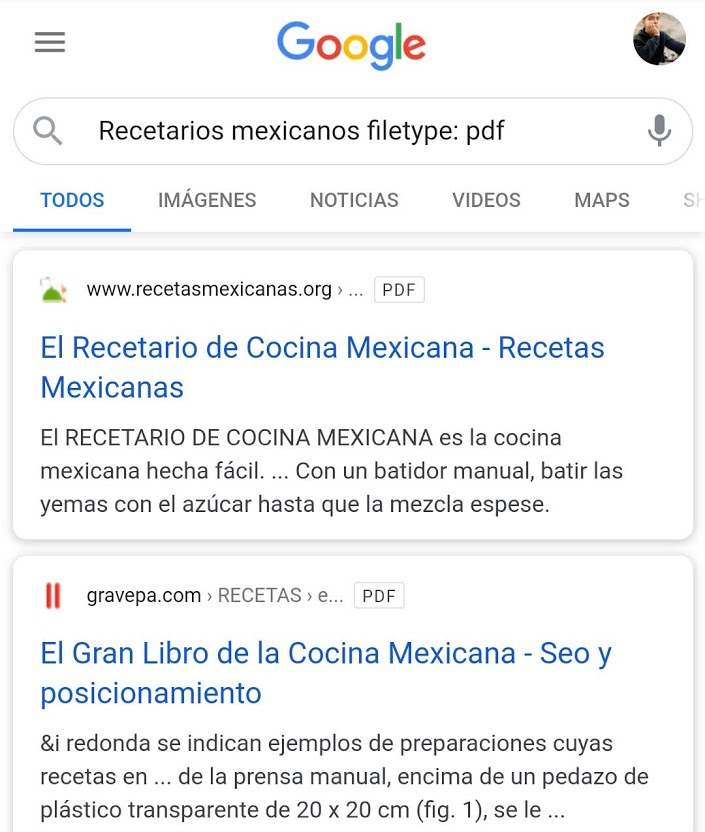 Google
Recetarios mexicanos filetype: pdf
TODOS IMÁGENES NOTICIAS VIDEOS MAPS
www.recetasmexicanas.org › ... PDF
El Recetario de Cocina Mexicana - Recetas
Mexicanas
El RECETARIO DE COCINA MEXICANA es la cocina
mexicana hecha fácil. ... Con un batidor manual, batir las
yemas con el azúcar hasta que la mezcla espese.
gravepa.com › RECETAS › e... PDF
El Gran Libro de la Cocina Mexicana - Seo y
posicionamiento
&i redonda se indican ejemplos de preparaciones cuyas
recetas en ... de la prensa manual, encima de un pedazo de
plástico transparente de 20 x 20 cm (fig. 1), se le ...